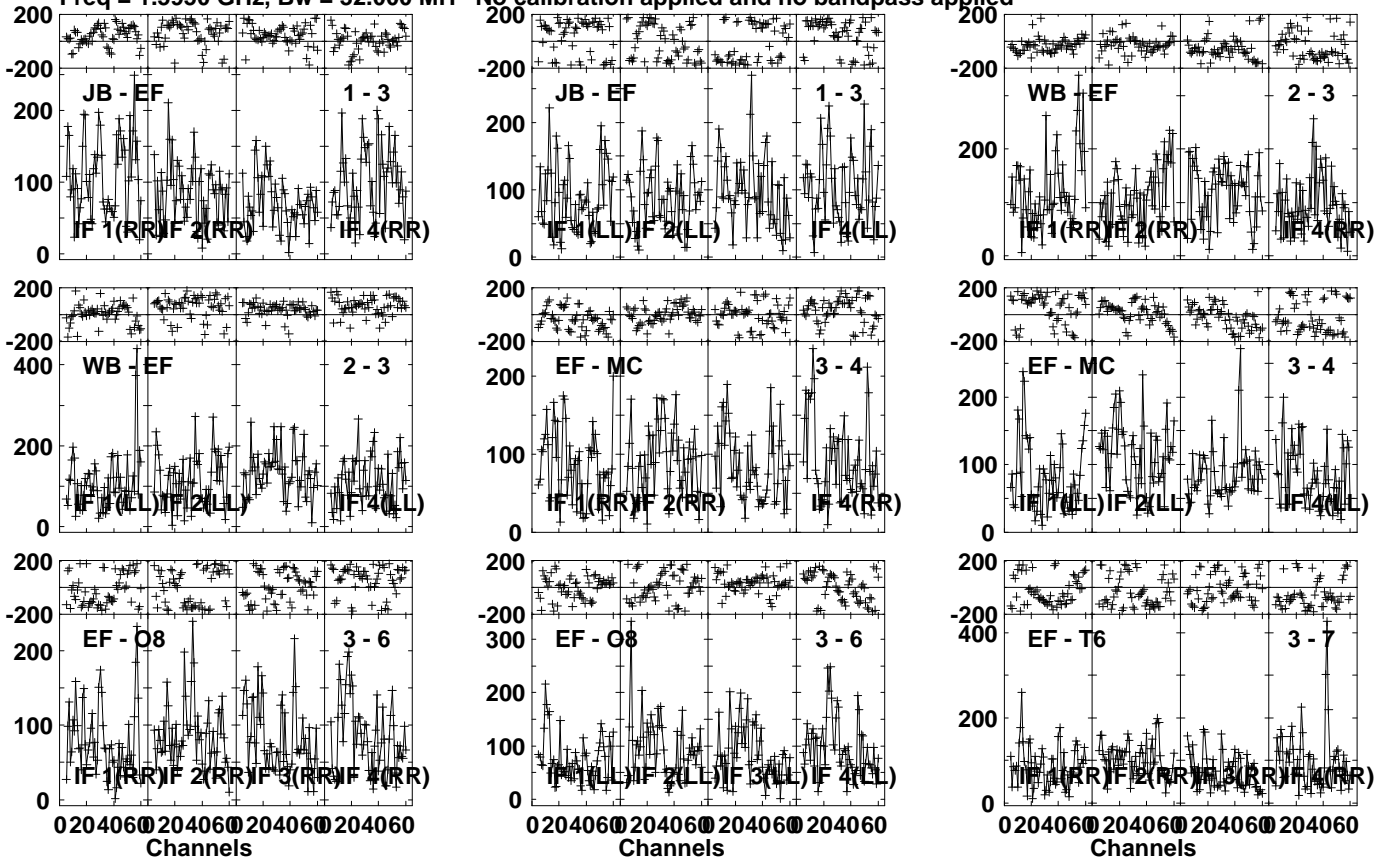 Freq = 1.5950 GHz, Bw = 32.000 MH No calibration applied and no bandpass applied
200
-200
JB - EF 1 - 3
200
100
0
IF 1(RR) IF 2(RR) IF 4(RR)
JB - EF 1 - 3
200
100
0
IF 1(LL) IF 2(LL) IF 4(LL)
200
-200
WB - EF 2 - 3
200
0
IF 1(RR) IF 2(RR) IF 4(RR)
200
-200
WB - EF 2 - 3
400
200
0
IF 1(LL) IF 2(LL) IF 4(LL)
200
-200
EF - MC 3 - 4
200
100
0
IF 1(RR) IF 2(RR) IF 4(RR)
200
-200
EF - MC 3 - 4
200
100
0
IF 1(LL) IF 2(LL) IF 4(LL)
200
-200
EF - O8 3 - 6
200
100
0
IF 1(RR) IF 2(RR) IF 3(RR) IF 4(RR)
0 20 40 60 0 20 40 60 0 20 40 60 0 20 40 60
Channels
200
-200
EF - O8 3 - 6
300
200
100
0
IF 1(LL) IF 2(LL) IF 3(LL) IF 4(LL)
0 20 40 60 0 20 40 60 0 20 40 60 0 20 40 60
Channels
200
-200
EF - T6 3 - 7
400
200
0
IF 1(RR) IF 2(RR) IF 3(RR) IF 4(RR)
0 20 40 60 0 20 40 60 0 20 40 60 0 20 40 60
Channels